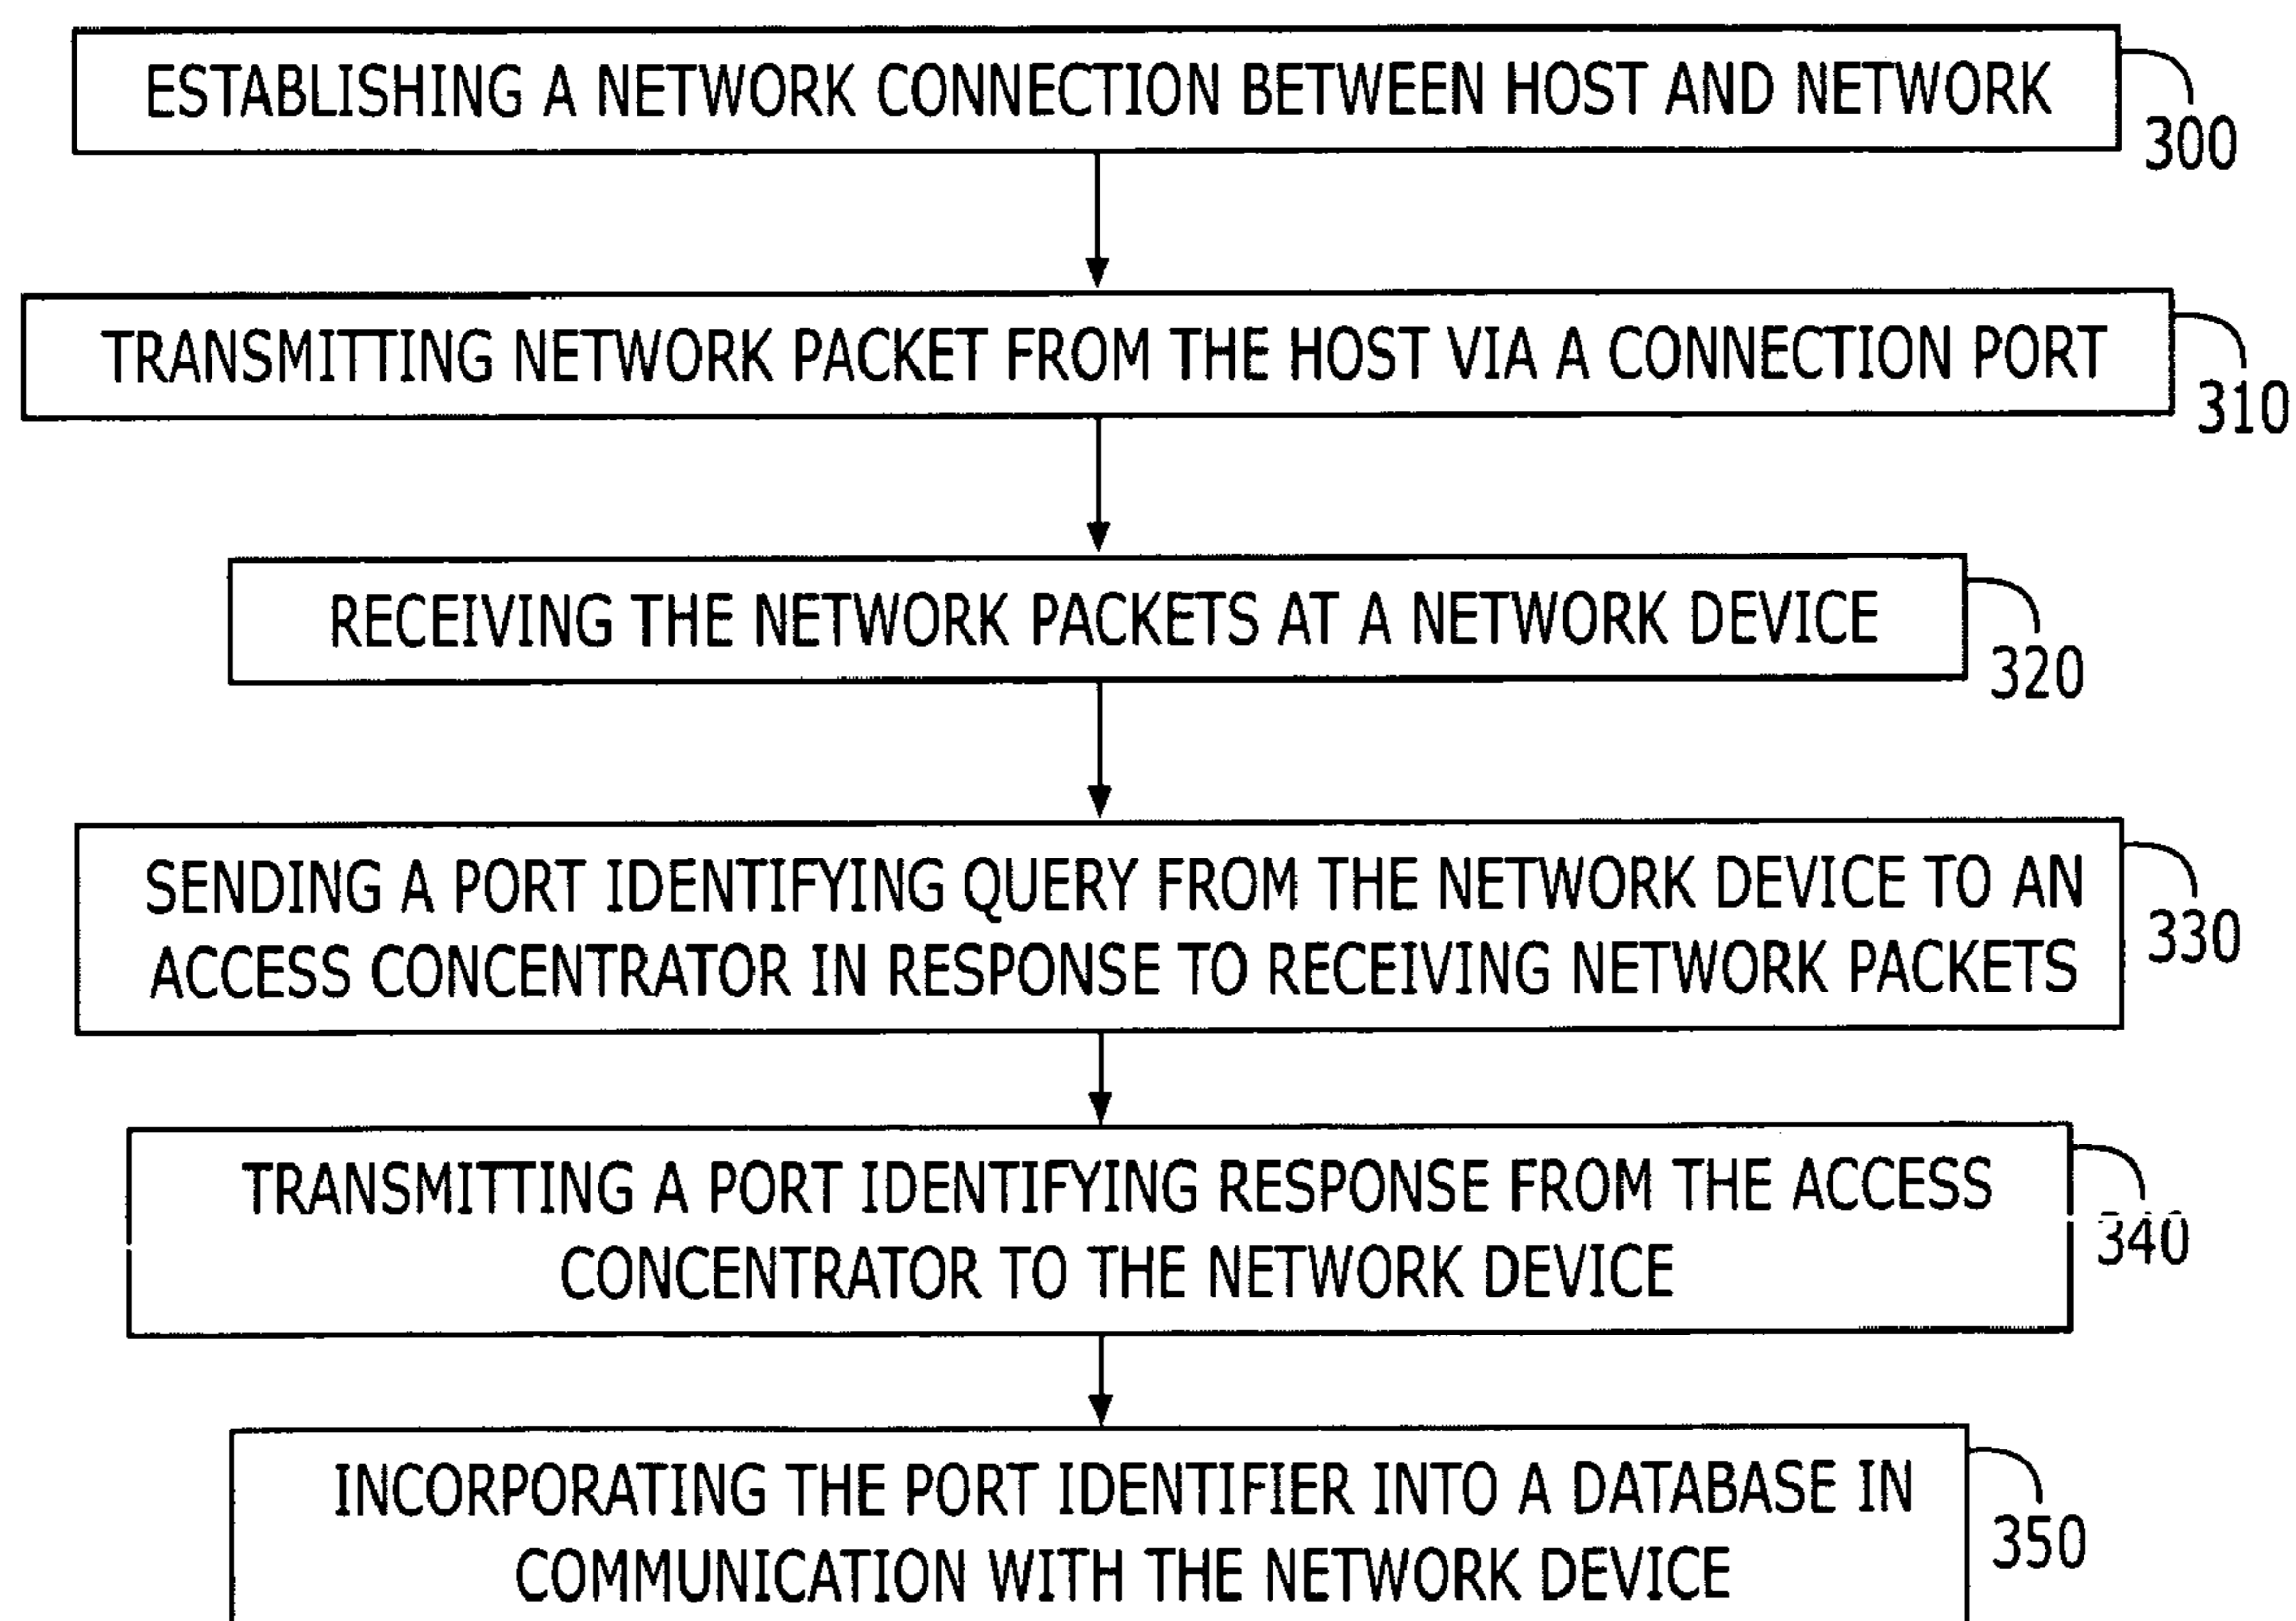 ESTABLISHING A NETWORK CONNECTION BETWEEN HOST AND NETWORK
300
TRANSMITTING NETWORK PACKET FROM THE HOST VIA A CONNECTION PORT
310
RECEIVING THE NETWORK PACKETS AT A NETWORK DEVICE
320
SENDING A PORT IDENTIFYING QUERY FROM THE NETWORK DEVICE TO AN
ACCESS CONCENTRATOR IN RESPONSE TO RECEIVING NETWORK PACKETS
330
TRANSMITTING A PORT IDENTIFYING RESPONSE FROM THE ACCESS
CONCENTRATOR TO THE NETWORK DEVICE
340
INCORPORATING THE PORT IDENTIFIER INTO A DATABASE IN
COMMUNICATION WITH THE NETWORK DEVICE
350